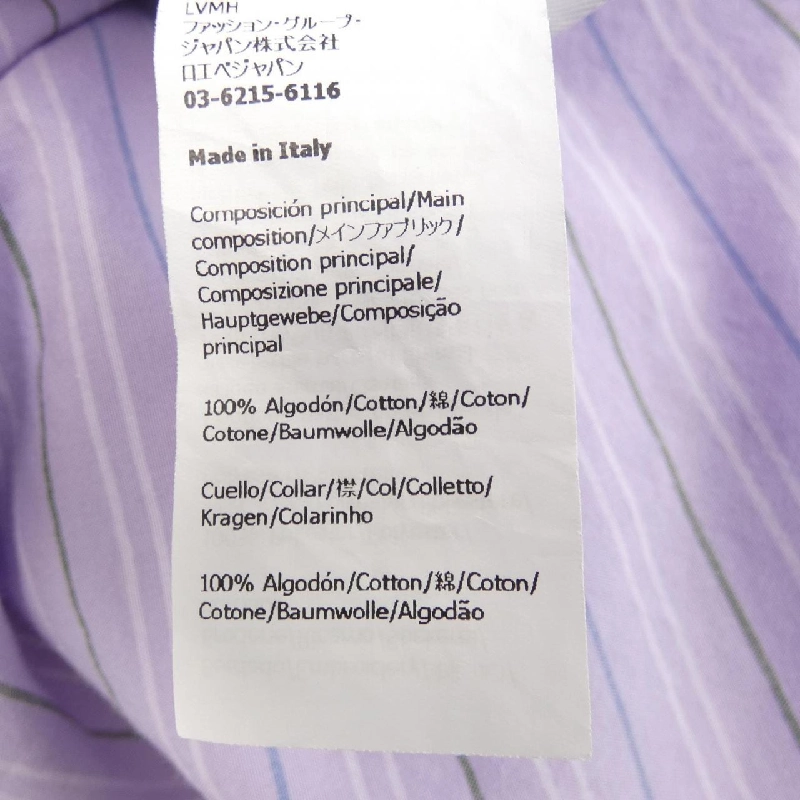 LVMH
ファッション・グループ・
ジャパン株式会社
ロエベジャパン
03-6215-6116
Made in Italy
Composición principal/Main
composition/メインファブリック/
Composition principal/
Composizione principale/
Hauptgewebe/Composição
principal
100% Algodón/Cotton/綿/Coton/
Cotone/Baumwolle/Algodão
Cuello/Collar/襟/Col/Colletto/
Kragen/Colarinho
100% Algodón/Cotton/綿/Coton/
Cotone/Baumwolle/Algodão